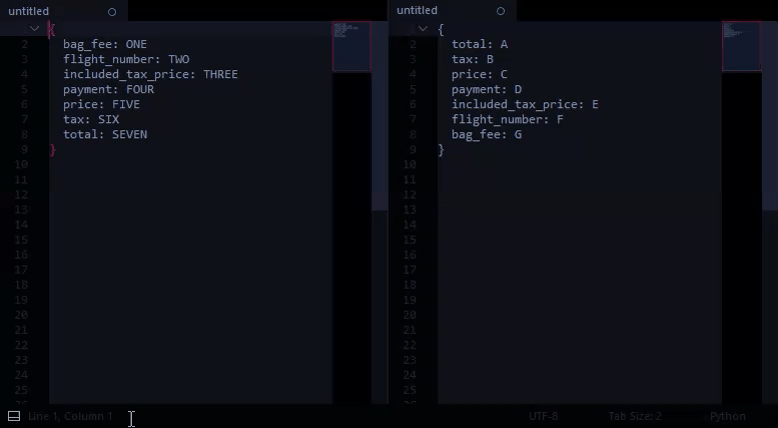 untitled
1 {
2 bag_fee: ONE
3 flight_number: TWO
4 included_tax_price: THREE
5 payment: FOUR
6 price: FIVE
7 tax: SIX
8 total: SEVEN
9 }
10
11
12
13
14
15
16
17
18
19
20
21
22
23
24
25
untitled
1 {
2 total: A
3 tax: B
4 price: C
5 payment: D
6 included_tax_price: E
7 flight_number: F
8 bag_fee: G
9 }
10
11
12
13
14
15
16
17
18
19
20
21
22
23
24
25
Line 1, Column 1 UTF-8 Tab Size: 2 Python